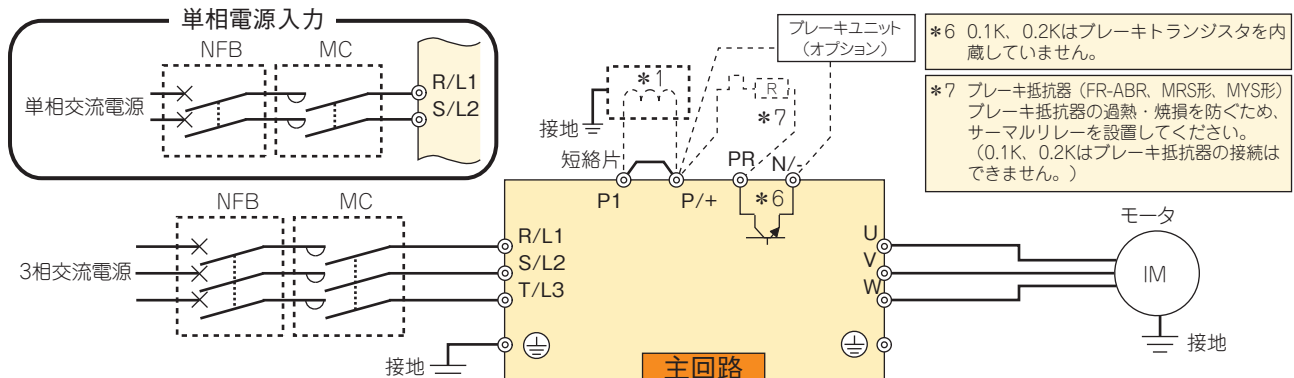 単相電源入力
NFB
MC
単相交流電源
R/L1
S/L2
ブレーキユニット
(オプション)
*6 0.1K、0.2Kはブレーキトランジスタを内
蔵していません。
*7 ブレーキ抵抗器(FR-ABR、MRS形、MYS形)
ブレーキ抵抗器の過熱・焼損を防ぐため、
サーマルリレーを設置してください。
(0.1K、0.2Kはブレーキ抵抗器の接続は
できません。)
*1
R
*7
接地
短絡片
PR
N/-
P1
P/+
*6
NFB
MC
3相交流電源
R/L1
S/L2
T/L3
U
V
W
モータ
IM
接地
接地
主回路